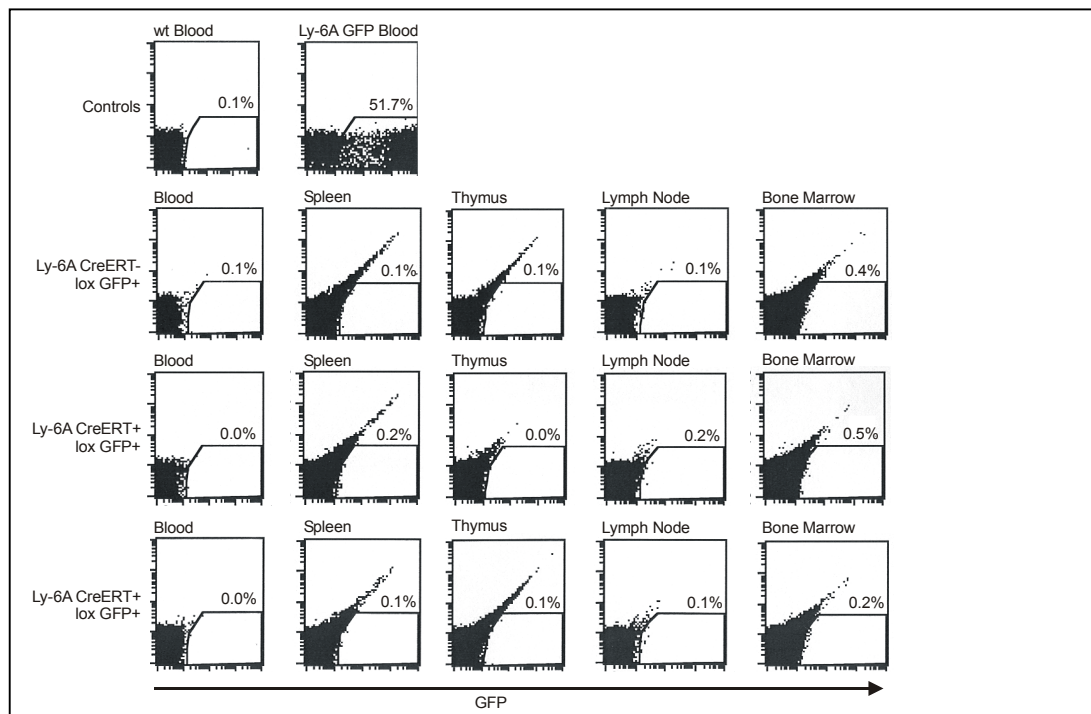 wt Blood
Ly-6A GFP Blood
Controls
0.1%
51.7%
Blood
Spleen
Thymus
Lymph Node
Bone Marrow
Ly-6A CreERT-
lox GFP+
0.1%
0.1%
0.1%
0.1%
0.4%
Blood
Spleen
Thymus
Lymph Node
Bone Marrow
Ly-6A CreERT+
lox GFP+
0.0%
0.2%
0.0%
0.2%
0.5%
Blood
Spleen
Thymus
Lymph Node
Bone Marrow
Ly-6A CreERT+
lox GFP+
0.0%
0.1%
0.1%
0.1%
0.2%
GFP